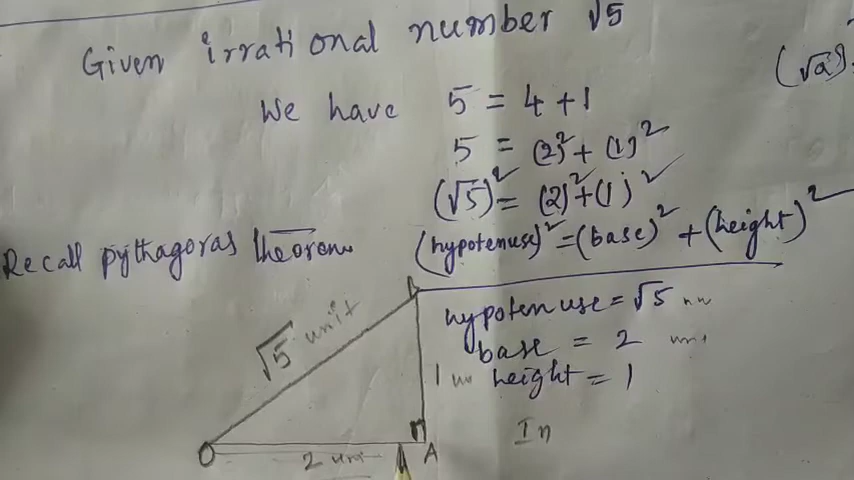 Given irrational number √5
(√a)
We have 5 = 4 + 1
5 = (2)² + (1)²
(√5)² = (2)² + (1)²
Recall pythagoras theorem (hypotenuse)² = (base)² + (height)²
hypotenuse = √5
√5 unit
base = 2 unit
1 height = 1
In
O 2 unit A